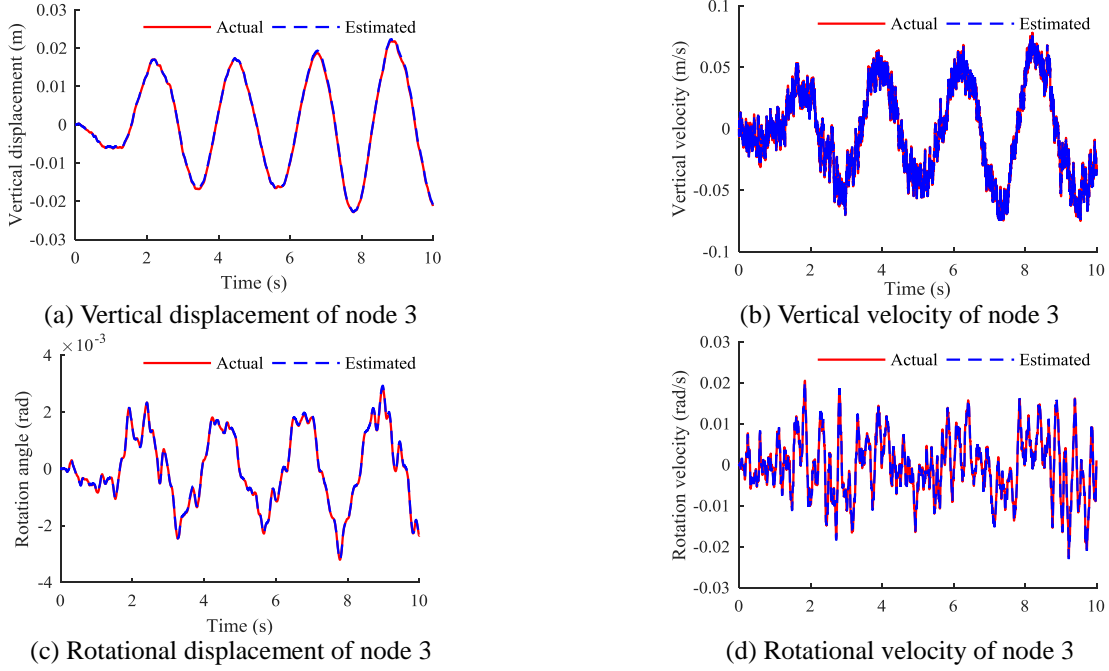 Actual Estimated
Vertical displacement (m)
0.03
0.02
0.01
0
-0.01
-0.02
-0.03
0 2 4 6 8 10
Time (s)
(a) Vertical displacement of node 3
Actual Estimated
Vertical velocity (m/s)
0.1
0.05
0
-0.05
-0.1
0 2 4 6 8 10
Time (s)
(b) Vertical velocity of node 3
×10⁻³
Actual Estimated
Rotation angle (rad)
4
2
0
-2
-4
0 2 4 6 8 10
Time (s)
(c) Rotational displacement of node 3
Actual Estimated
Rotation velocity (rad/s)
0.03
0.02
0.01
0
-0.01
-0.02
-0.03
0 2 4 6 8 10
Time (s)
(d) Rotational velocity of node 3